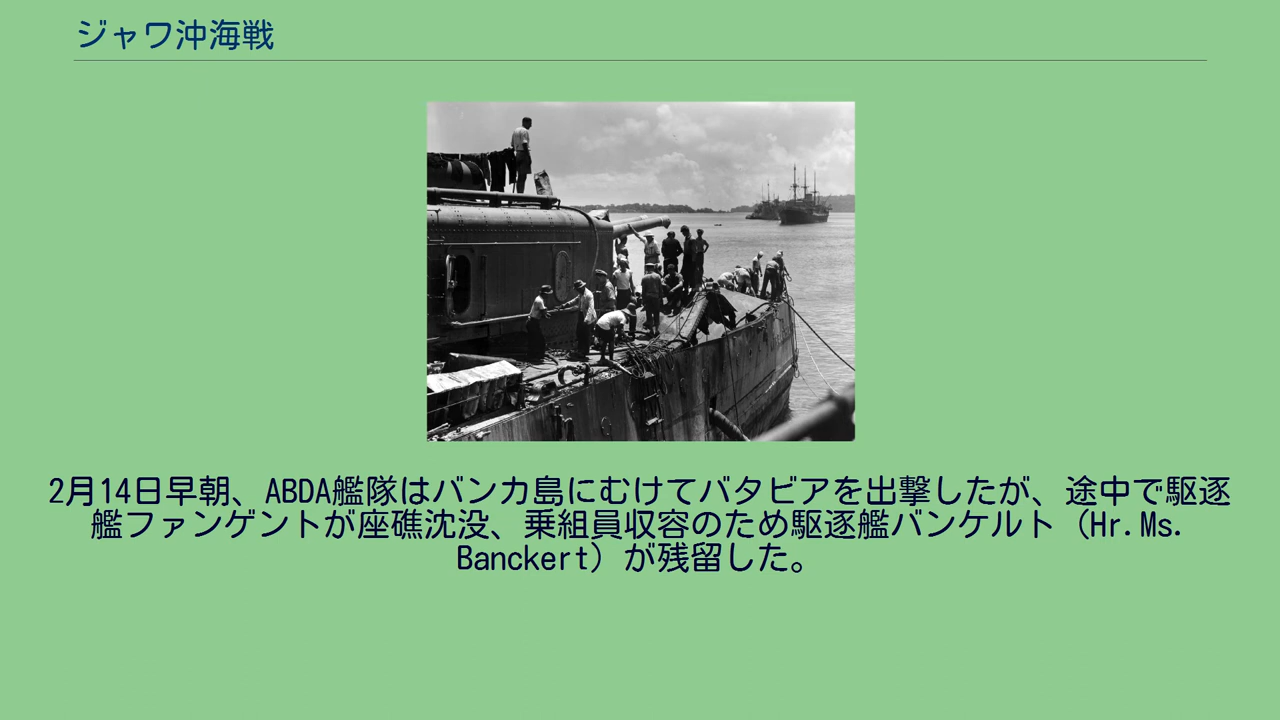 ジャワ沖海戦
2月14日早朝、ABDA艦隊はバンカ島にむけてバタビアを出撃したが、途中で駆逐
艦ファンゲントが座礁沈没、乗組員収容のため駆逐艦バンケルト（Hr.Ms.
Banckert）が残留した。